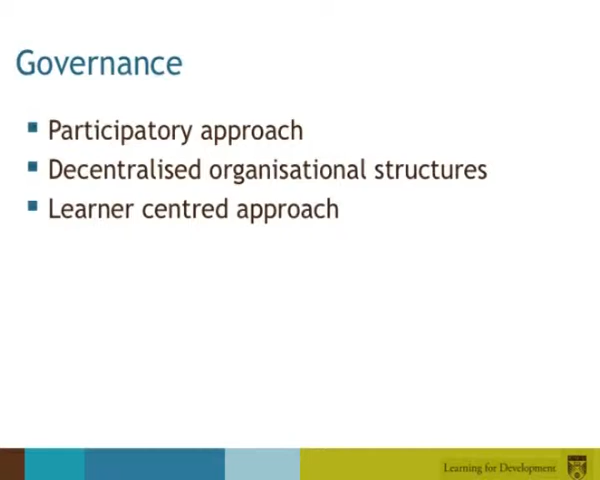 Governance
Participatory approach
Decentralised organisational structures
Learner centred approach
Learning for Development